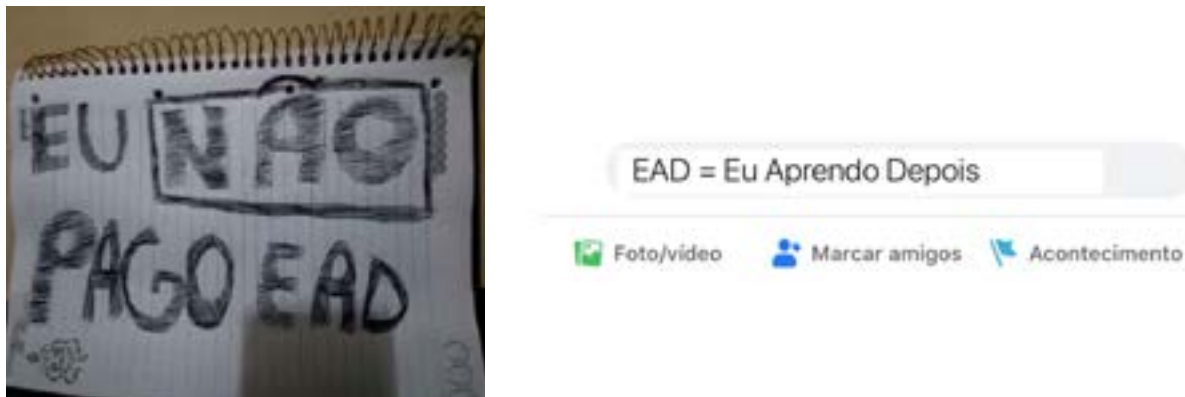 EU NÃO
PAGO EAD
EAD = Eu Aprendo Depois
Foto/vídeo Marcar amigos Acontecimento